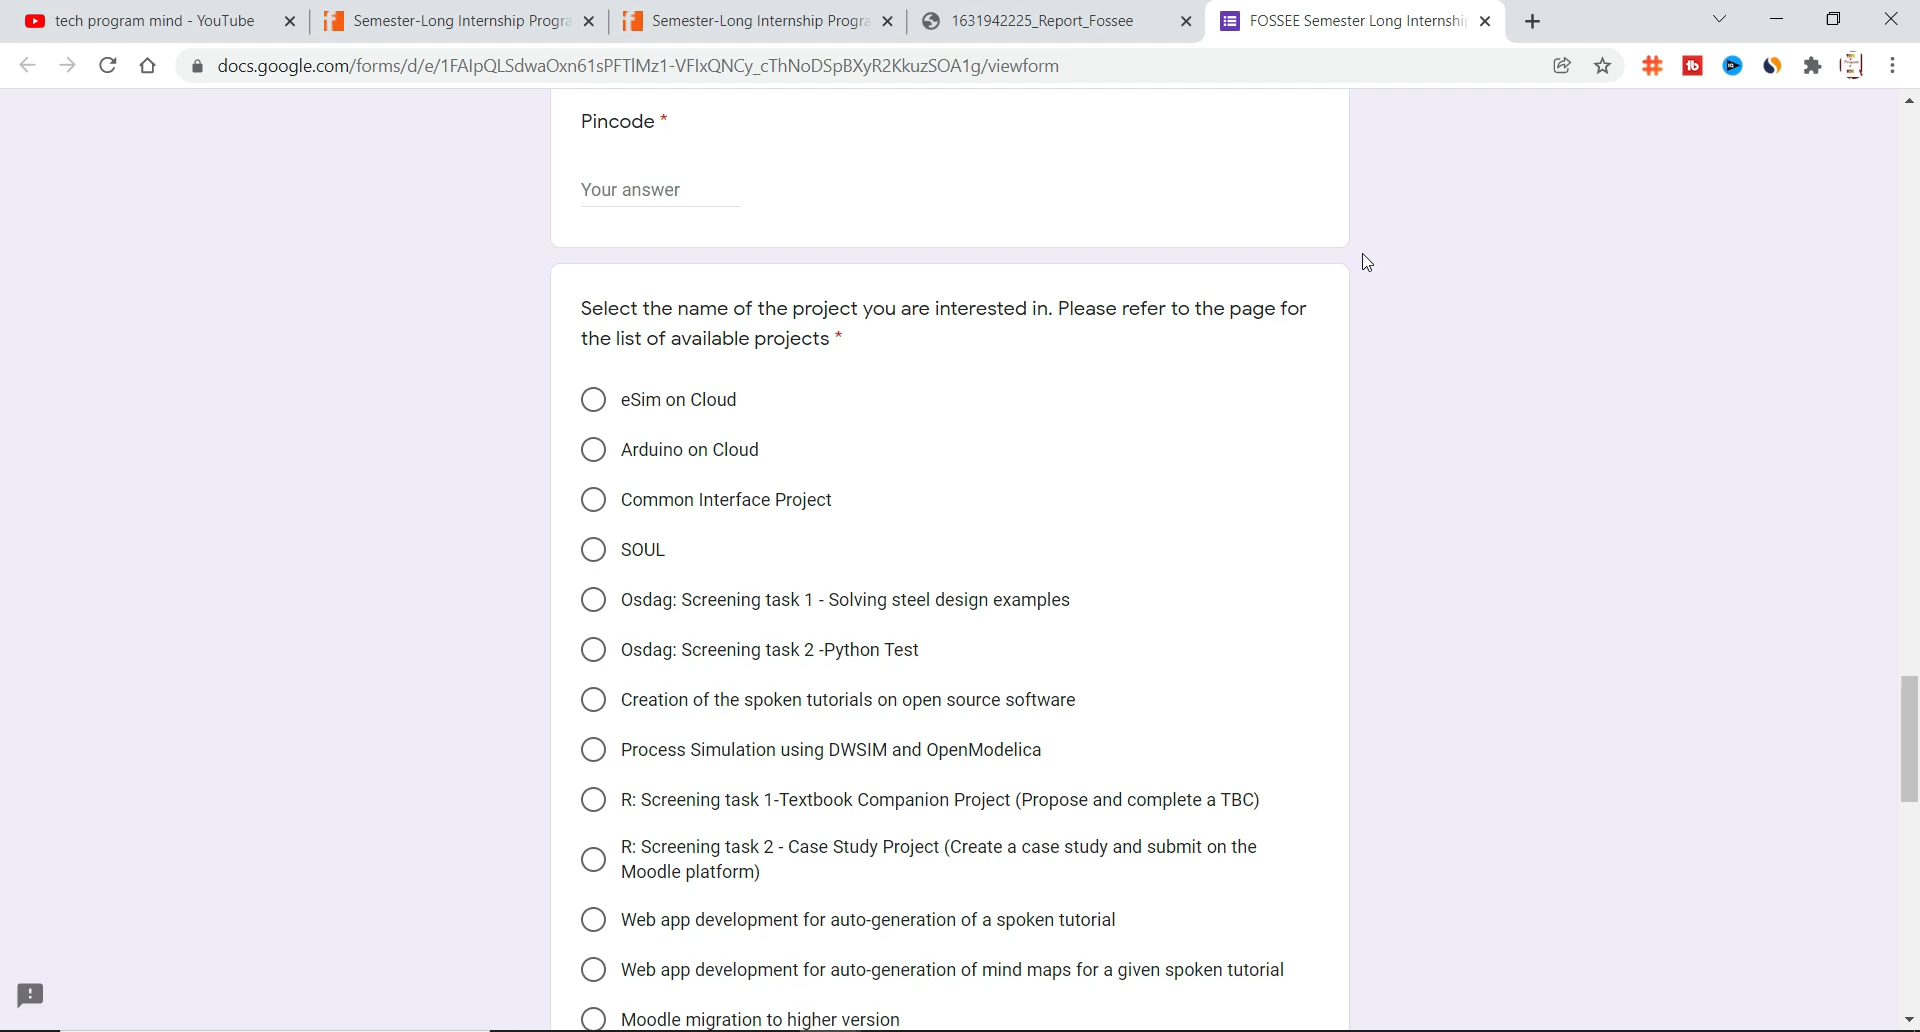 tech program mind - YouTube
Semester-Long Internship Progra
Semester-Long Internship Progra
1631942225_Report_Fossee
FOSSEE Semester Long Internshi
docs.google.com/forms/d/e/1FAIpQLSdwaOxn61sPFTlMz1-VFIxQNCy_cThNoDSpBXyR2KkuzSOA1g/viewform
Pincode *
Your answer
Select the name of the project you are interested in. Please refer to the page for
the list of available projects *
eSim on Cloud
Arduino on Cloud
Common Interface Project
SOUL
Osdag: Screening task 1 - Solving steel design examples
Osdag: Screening task 2 -Python Test
Creation of the spoken tutorials on open source software
Process Simulation using DWSIM and OpenModelica
R: Screening task 1-Textbook Companion Project (Propose and complete a TBC)
R: Screening task 2 - Case Study Project (Create a case study and submit on the
Moodle platform)
Web app development for auto-generation of a spoken tutorial
Web app development for auto-generation of mind maps for a given spoken tutorial
Moodle migration to higher version